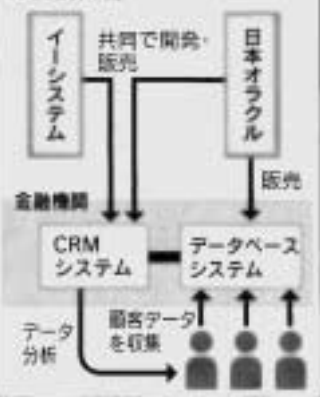 イーシステム
共同で開発・
販売
日本オラクル
販売
金融機関
CRM
システム
データベース
システム
データ
分析
顧客データ
を収集